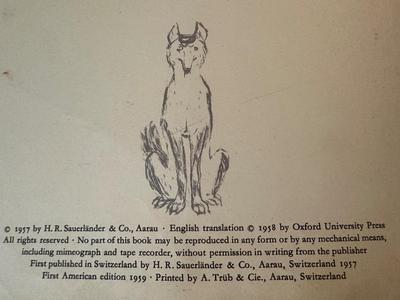 © 1957 by H. R. Sauerländer & Co., Aarau · English translation © 1958 by Oxford University Press
All rights reserved · No part of this book may be reproduced in any form or by any mechanical means,
including mimeograph and tape recorder, without permission in writing from the publisher
First published in Switzerland by H. R. Sauerländer & Co., Aarau, Switzerland 1957
First American edition 1959 · Printed by A. Trüb & Cie., Aarau, Switzerland